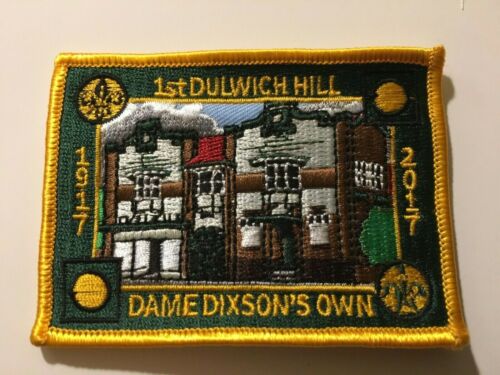 1st DULWICH HILL
1917
2017
DAME DIXSON'S OWN